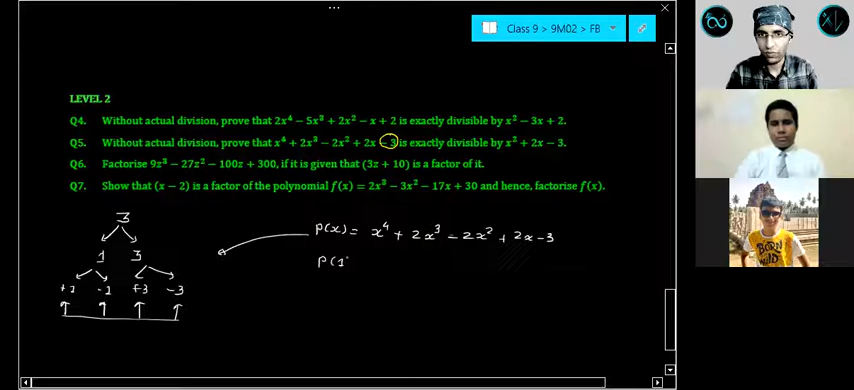 Class 9 > 9M02 > FB
LEVEL 2
Q4. Without actual division, prove that 2x⁴ − 5x³ + 2x² − x + 2 is exactly divisible by x² − 3x + 2.
Q5. Without actual division, prove that x⁴ + 2x³ − 2x² + 2x − 3 is exactly divisible by x² + 2x − 3.
Q6. Factorise 9z³ − 27z² − 100z + 300, if it is given that (3z + 10) is a factor of it.
Q7. Show that (x − 2) is a factor of the polynomial f(x) = 2x³ − 3x² − 17x + 30 and hence, factorise f(x).
3
1 3
+1 -1 +3 -3
P(x) = x⁴ + 2x³ − 2x² + 2x − 3
P(1
BORN
WILD